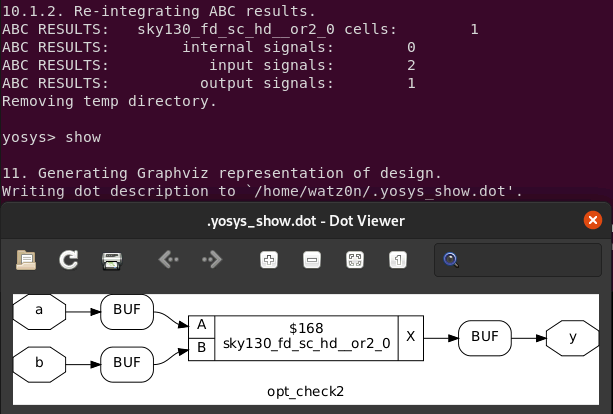 10.1.2. Re-integrating ABC results.
ABC RESULTS:   sky130_fd_sc_hd__or2_0 cells:        1
ABC RESULTS:        internal signals:        0
ABC RESULTS:           input signals:        2
ABC RESULTS:          output signals:        1
Removing temp directory.
yosys> show
11. Generating Graphviz representation of design.
Writing dot description to `/home/watz0n/.yosys_show.dot'.
.yosys_show.dot - Dot Viewer
a
BUF
b
BUF
A
B
$168
sky130_fd_sc_hd__or2_0
X
BUF
y
opt_check2